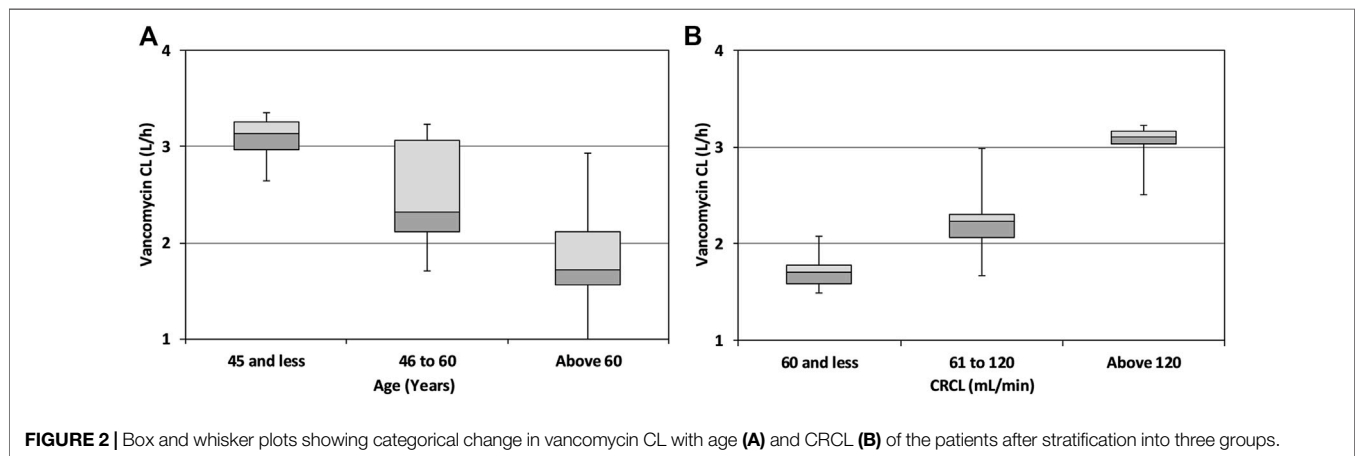 A
4
3
2
1
Vancomycin CL (L/h)
45 and less 46 to 60 Above 60
Age (Years)
B
4
3
2
1
Vancomycin CL (L/h)
60 and less 61 to 120 Above 120
CRCL (mL/min)
FIGURE 2 | Box and whisker plots showing categorical change in vancomycin CL with age (A) and CRCL (B) of the patients after stratification into three groups.